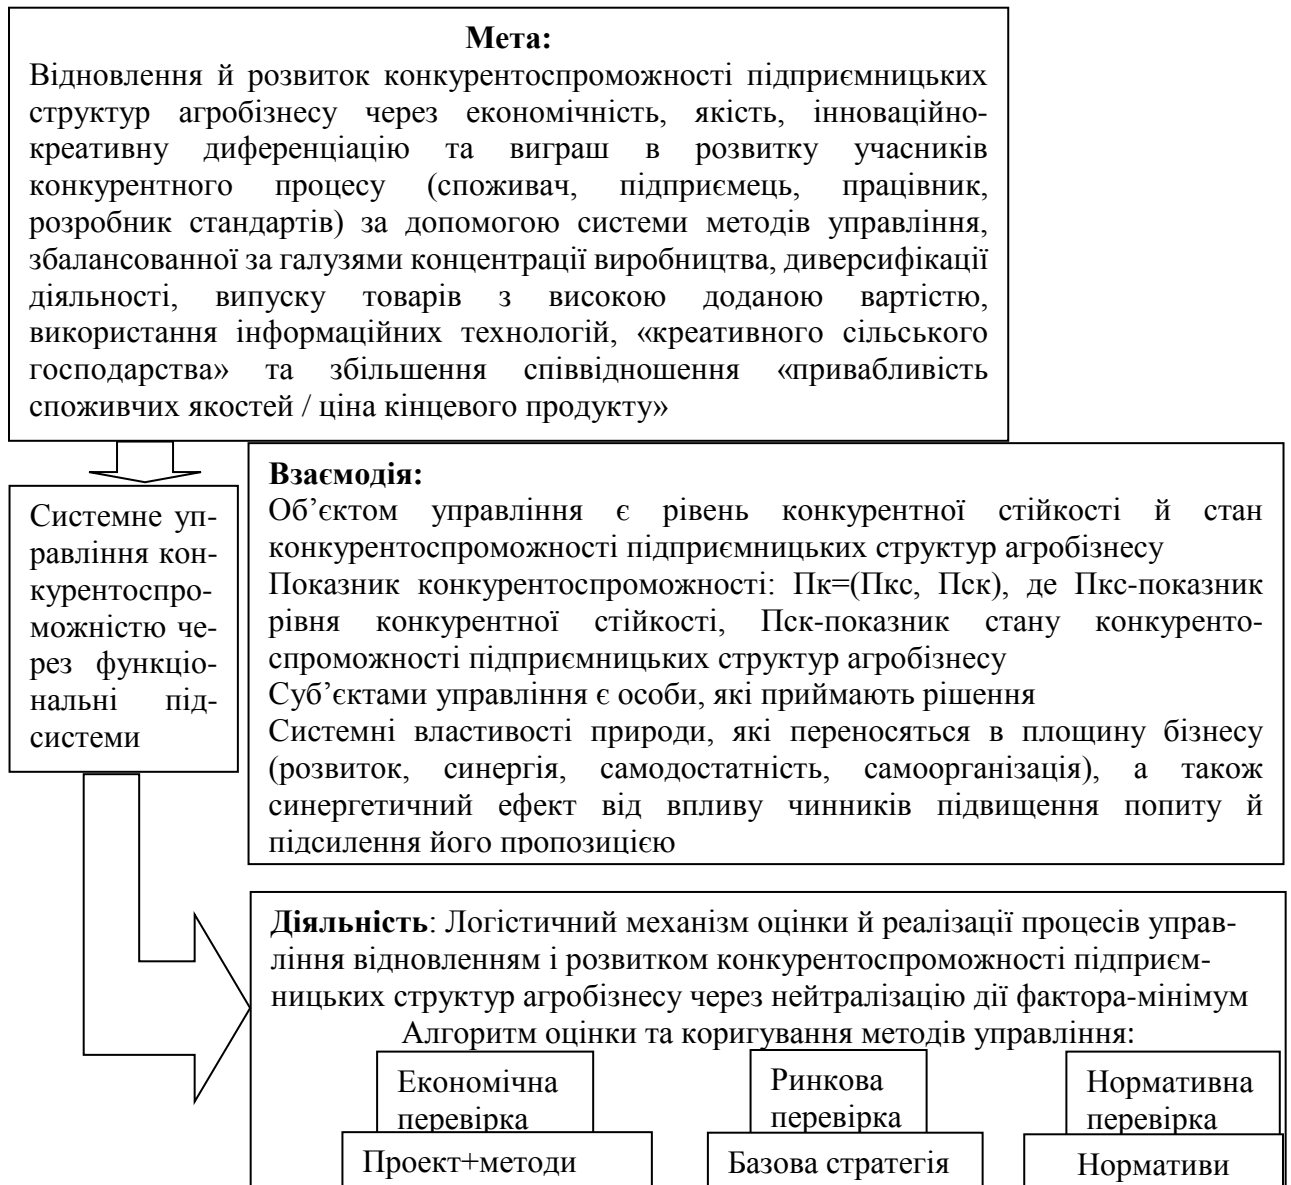 Мета:
Відновлення й розвиток конкурентоспроможності підприємницьких
структур агробізнесу через економічність, якість, інноваційно-
креативну диференціацію та виграш в розвитку учасників
конкурентного процесу (споживач, підприємець, працівник,
розробник стандартів) за допомогою системи методів управління,
збалансованної за галузями концентрації виробництва, диверсифікації
діяльності, випуску товарів з високою доданою вартістю,
використання інформаційних технологій, «креативного сільського
господарства» та збільшення співвідношення «привабливість
споживчих якостей / ціна кінцевого продукту»
Системне уп-
равління кон-
курентоспро-
можністю че-
рез функціо-
нальні під-
системи
Взаємодія:
Об’єктом управління є рівень конкурентної стійкості й стан
конкурентоспроможності підприємницьких структур агробізнесу
Показник конкурентоспроможності: Пк=(Пкс, Пск), де Пкс-показник
рівня конкурентної стійкості, Пск-показник стану конкуренто-
спроможності підприємницьких структур агробізнесу
Суб’єктами управління є особи, які приймають рішення
Системні властивості природи, які переносяться в площину бізнесу
(розвиток, синергія, самодостатність, самоорганізація), а також
синергетичний ефект від впливу чинників підвищення попиту й
підсилення його пропозицією
Діяльність: Логістичний механізм оцінки й реалізації процесів управ-
ління відновленням і розвитком конкурентоспроможності підприєм-
ницьких структур агробізнесу через нейтралізацію дії фактора-мінімум
Алгоритм оцінки та коригування методів управління:
Економічна
перевірка
Ринкова
перевірка
Нормативна
перевірка
Проект+методи
Базова стратегія
Нормативи